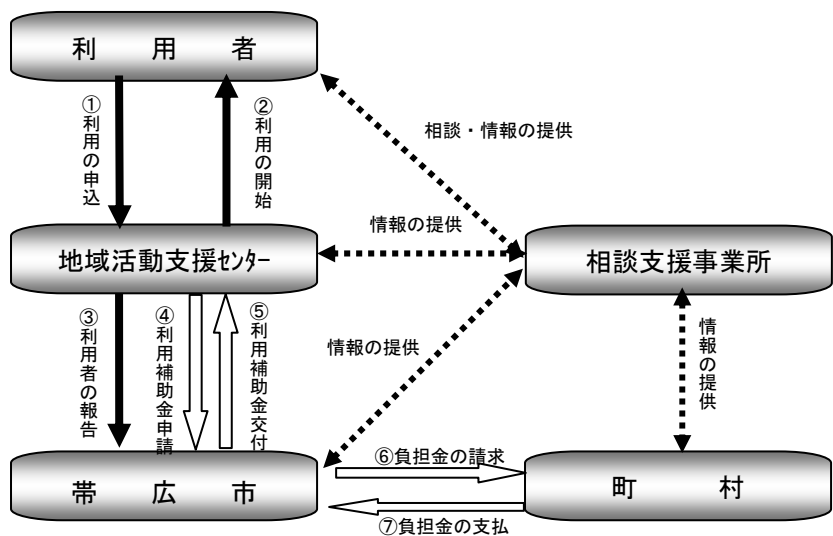 利　用　者
①利用の申込
②利用の開始
相談・情報の提供
情報の提供
地域活動支援ｾﾝﾀｰ
相談支援事業所
③利用者の報告
④利用補助金申請
⑤利用補助金交付
情報の提供
情報の提供
⑥負担金の請求
帯　広　市
町　村
⑦負担金の支払